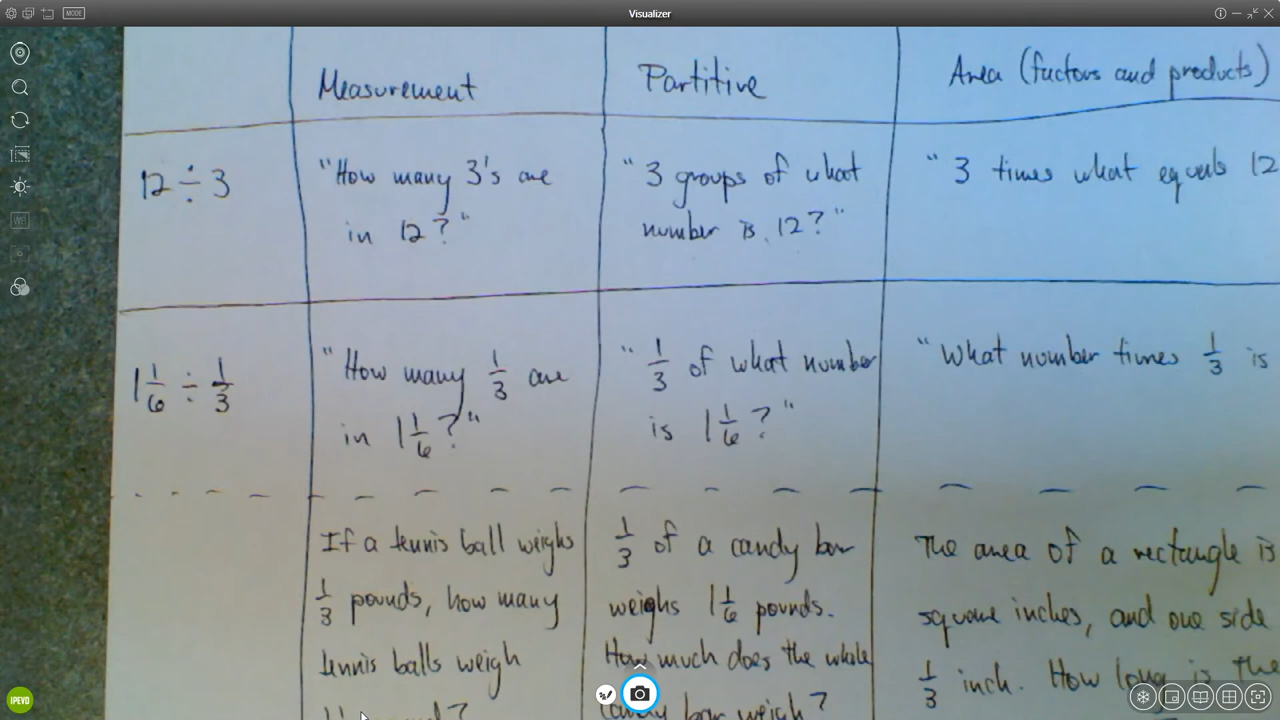 MODE
Visualizer
Measurement
Partitive
Area (factors and products)
12 ÷ 3
"How many 3's are
in 12?"
"3 groups of what
number is 12?"
"3 times what equals 12
1 1/6 ÷ 1/3
"How many 1/3 are
in 1 1/6?"
"1/3 of what number
is 1 1/6?"
"What number times 1/3 is
If a tennis ball weighs
1/3 pounds, how many
tennis balls weigh
1/3 of a candy bar
weighs 1 1/6 pounds.
How much does the whole
candy bar weigh?
The area of a rectangle is
square inches, and one side
1/3 inch. How long is the
IPEVO